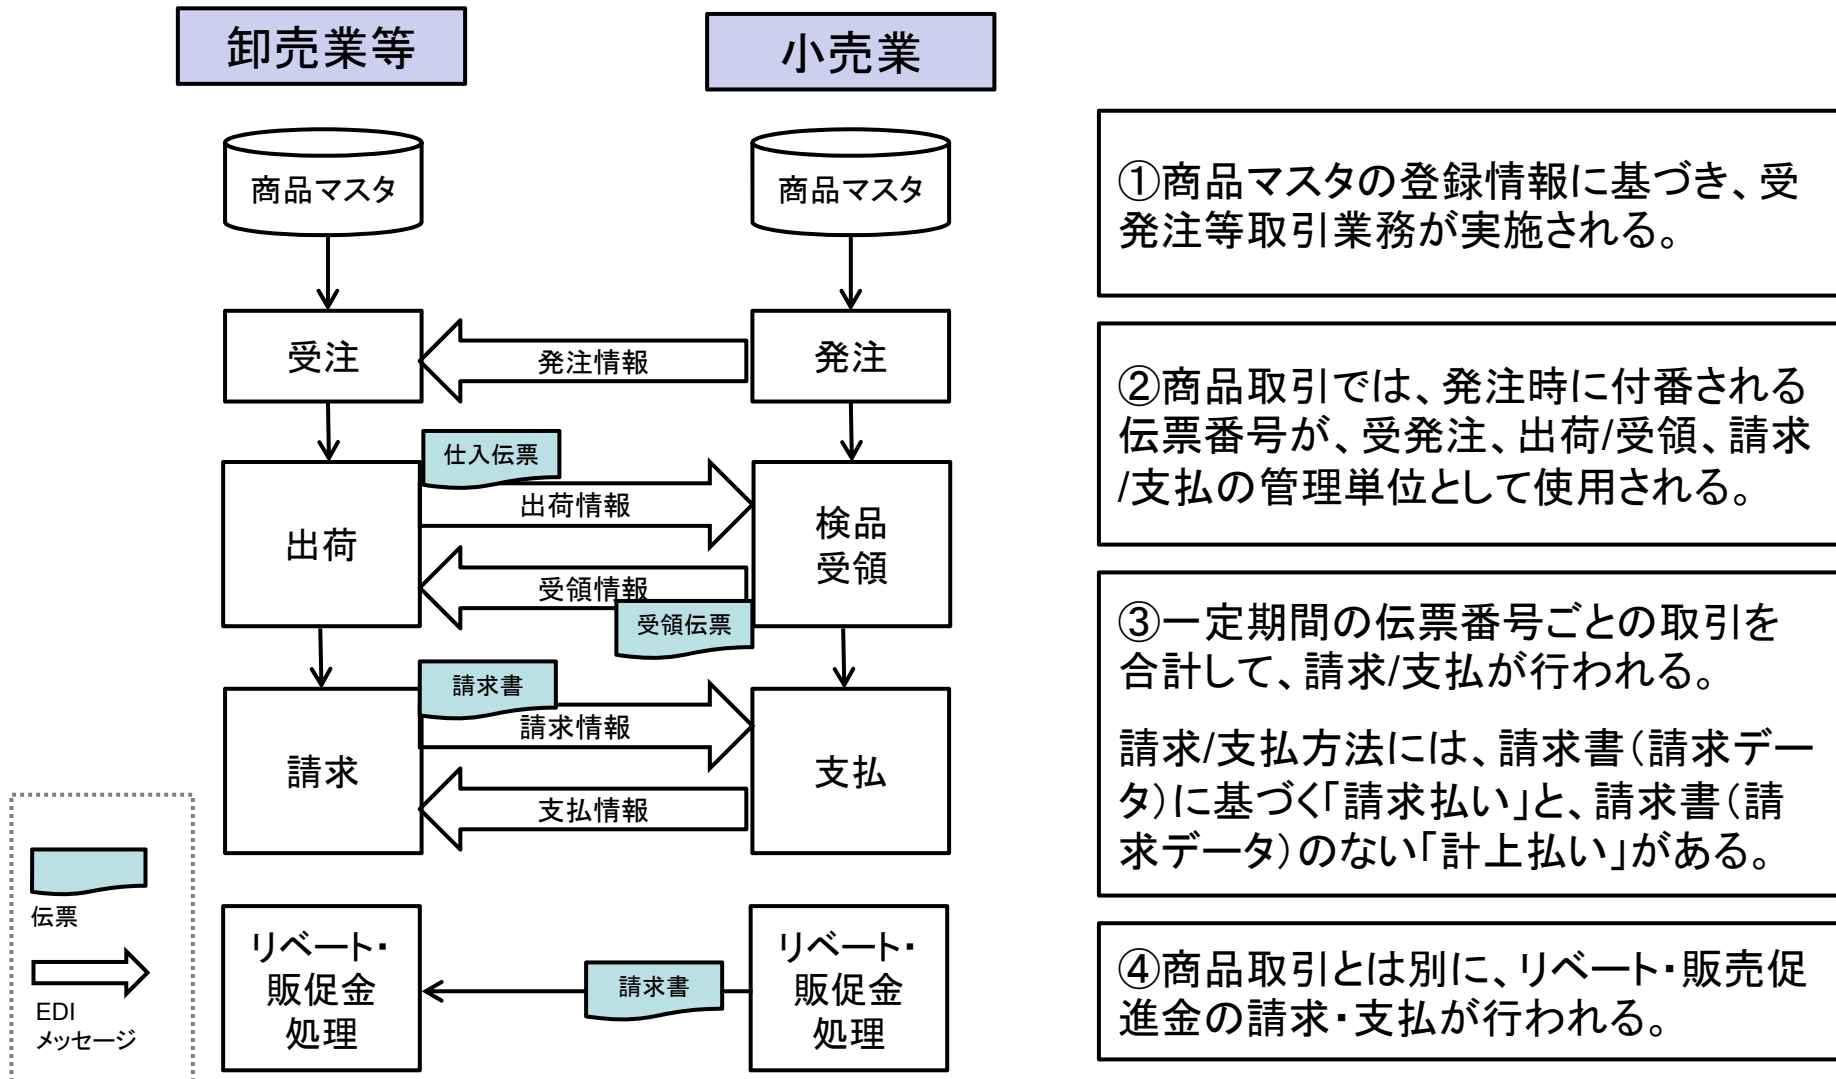 卸売業等
小売業
商品マスタ
商品マスタ
受注
発注情報
発注
仕入伝票
出荷情報
出荷
検品
受領
受領情報
受領伝票
請求書
請求情報
請求
支払
支払情報
リベート・
販促金
処理
請求書
リベート・
販促金
処理
伝票
EDI
メッセージ
①商品マスタの登録情報に基づき、受
発注等取引業務が実施される。
②商品取引では、発注時に付番される
伝票番号が、受発注、出荷/受領、請求
/支払の管理単位として使用される。
③一定期間の伝票番号ごとの取引を
合計して、請求/支払が行われる。
請求/支払方法には、請求書（請求デー
タ）に基づく「請求払い」と、請求書（請
求データ）のない「計上払い」がある。
④商品取引とは別に、リベート・販売促
進金の請求・支払が行われる。